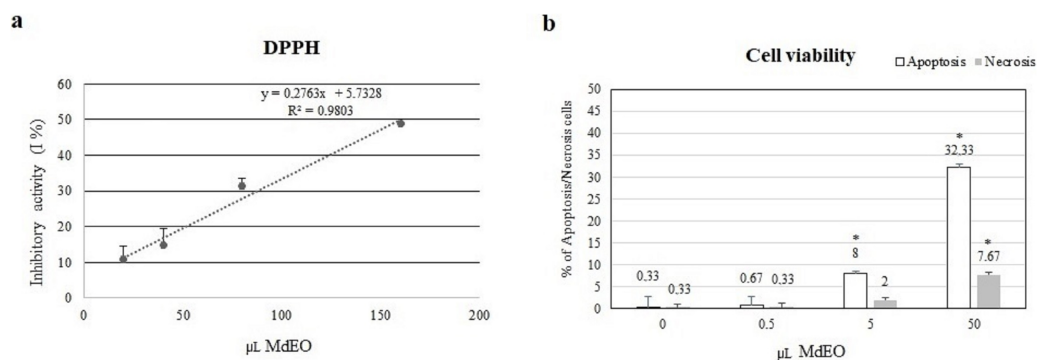 a
DPPH
y = 0.2763x + 5.7328
R² = 0.9803
Inhibitory activity (I %)
60
50
40
30
20
10
0
0 50 100 150 200
µL MdEO
b
Cell viability
Apoptosis Necrosis
% of Apoptosis/Necrosis cells
50
45
40
35
30
25
20
15
10
5
0
0.33 0.33 0.67 0.33 * 8 2 * 32,33 * 7.67
0 0.5 5 50
µL MdEO